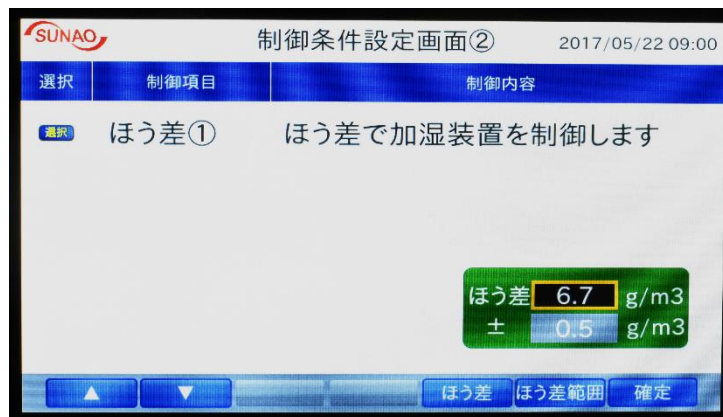 SUNAO 制御条件設定画面② 2017/05/22 09:00
選択 制御項目 制御内容
選択 ほう差① ほう差で加湿装置を制御します
ほう差 6.7 g/m3
± 0.5 g/m3
▲ ▼ ほう差 ほう差範囲 確定